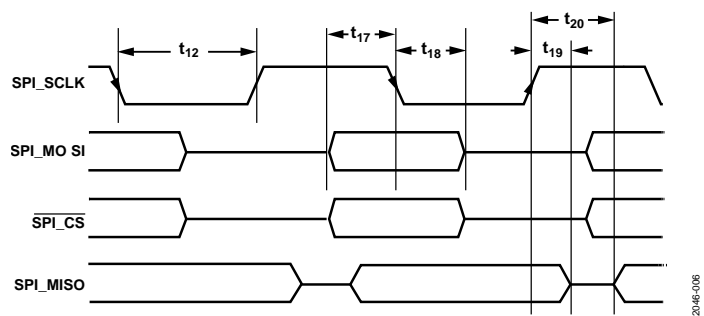 t12 t17 t18 t20
t19
SPI_SCLK
SPI_MO SI
SPI_CS
SPI_MISO
2046-006